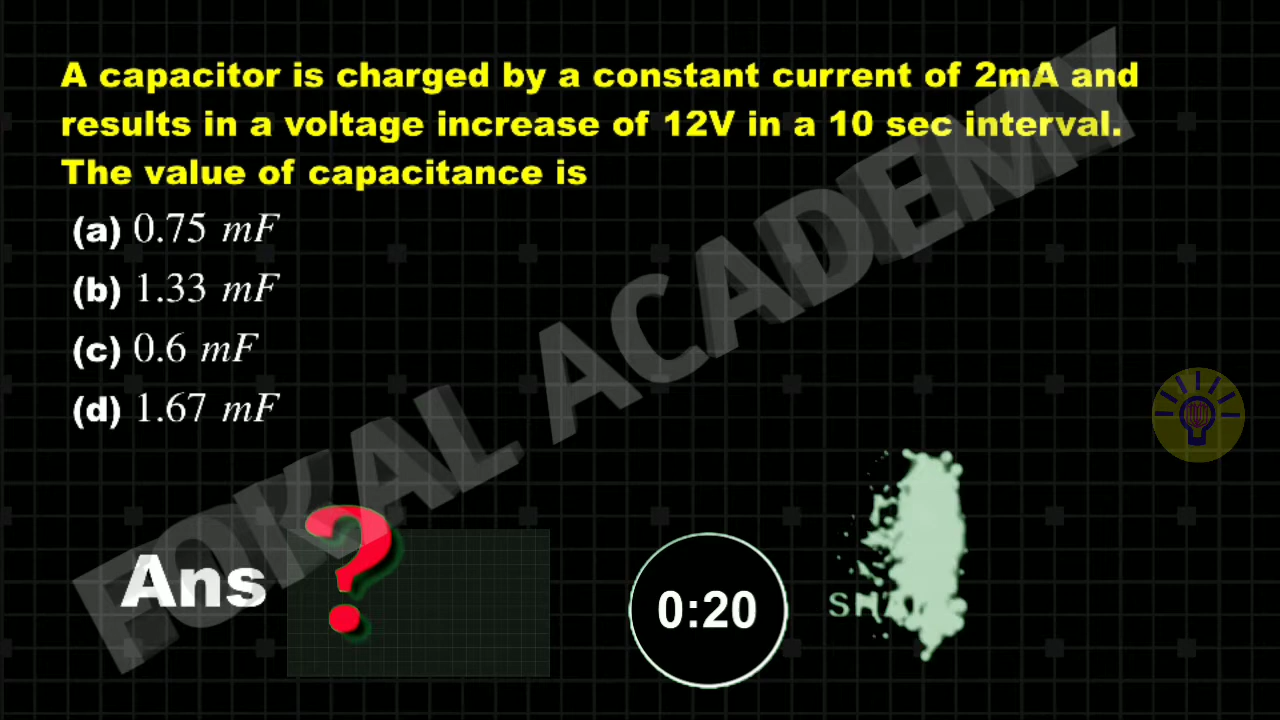 A capacitor is charged by a constant current of 2mA and
results in a voltage increase of 12V in a 10 sec interval.
The value of capacitance is
(a) 0.75 mF
(b) 1.33 mF
(c) 0.6 mF
(d) 1.67 mF
FOKAL ACADEMY
Ans ?
0:20